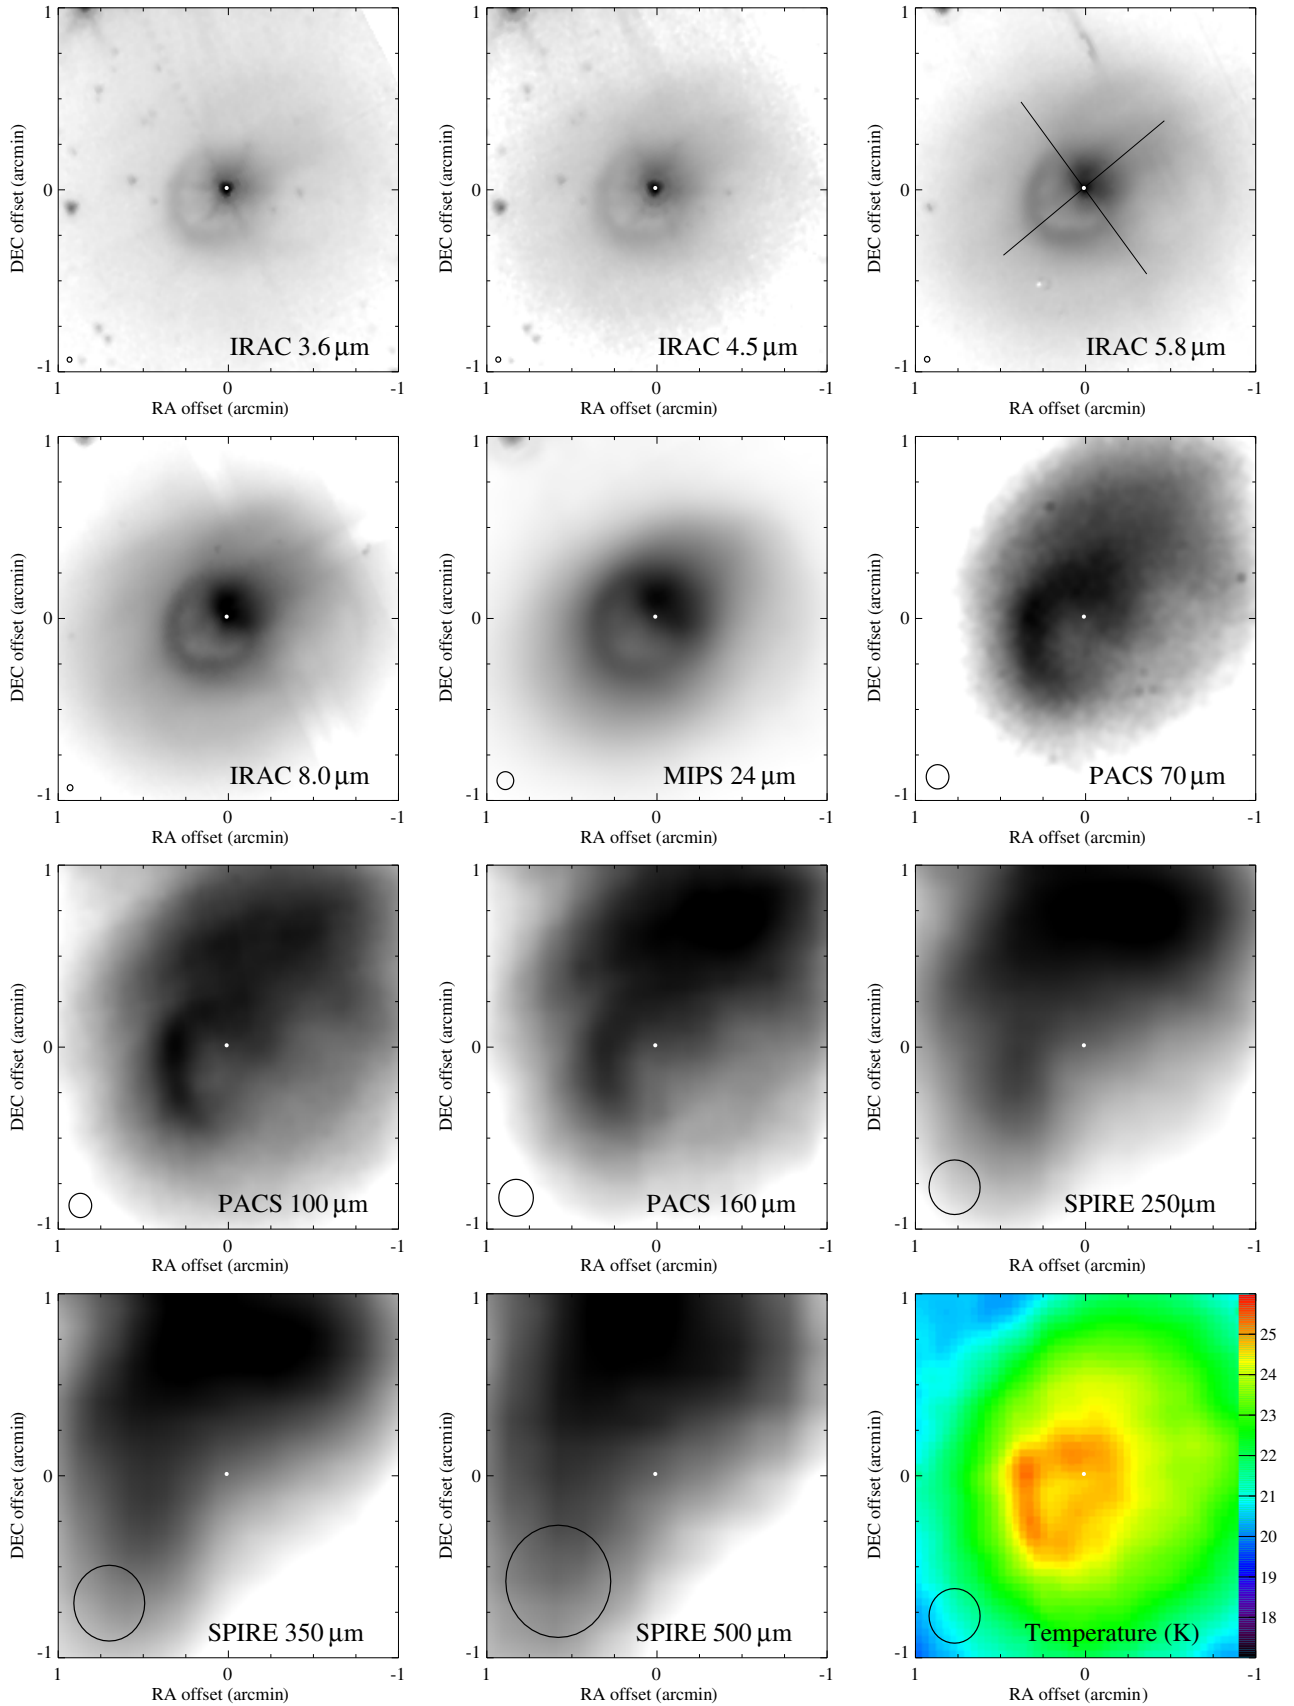 1
0
-1
DEC offset (arcmin)
IRAC 3.6 µm
1 0 -1
RA offset (arcmin)
1
0
-1
DEC offset (arcmin)
IRAC 4.5 µm
1 0 -1
RA offset (arcmin)
1
0
-1
DEC offset (arcmin)
IRAC 5.8 µm
1 0 -1
RA offset (arcmin)
1
0
-1
DEC offset (arcmin)
IRAC 8.0 µm
1 0 -1
RA offset (arcmin)
1
0
-1
DEC offset (arcmin)
MIPS 24 µm
1 0 -1
RA offset (arcmin)
1
0
-1
DEC offset (arcmin)
PACS 70 µm
1 0 -1
RA offset (arcmin)
1
0
-1
DEC offset (arcmin)
PACS 100 µm
1 0 -1
RA offset (arcmin)
1
0
-1
DEC offset (arcmin)
PACS 160 µm
1 0 -1
RA offset (arcmin)
1
0
-1
DEC offset (arcmin)
SPIRE 250µm
1 0 -1
RA offset (arcmin)
1
0
-1
DEC offset (arcmin)
SPIRE 350 µm
1 0 -1
RA offset (arcmin)
1
0
-1
DEC offset (arcmin)
SPIRE 500 µm
1 0 -1
RA offset (arcmin)
1
0
-1
DEC offset (arcmin)
25
24
23
22
21
20
19
18
Temperature (K)
1 0 -1
RA offset (arcmin)